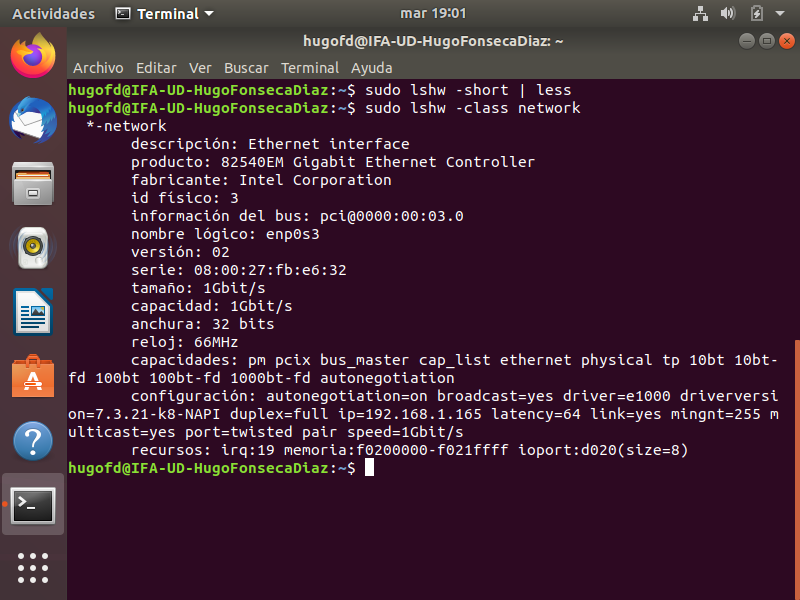 Actividades Terminal mar 19:01
hugofd@IFA-UD-HugoFonsecaDiaz: ~
Archivo Editar Ver Buscar Terminal Ayuda
hugofd@IFA-UD-HugoFonsecaDiaz:~$ sudo lshw -short | less
hugofd@IFA-UD-HugoFonsecaDiaz:~$ sudo lshw -class network
*-network
descripción: Ethernet interface
producto: 82540EM Gigabit Ethernet Controller
fabricante: Intel Corporation
id físico: 3
información del bus: pci@0000:00:03.0
nombre lógico: enp0s3
versión: 02
serie: 08:00:27:fb:e6:32
tamaño: 1Gbit/s
capacidad: 1Gbit/s
anchura: 32 bits
reloj: 66MHz
capacidades: pm pcix bus_master cap_list ethernet physical tp 10bt 10bt-
fd 100bt 100bt-fd 1000bt-fd autonegotiation
configuración: autonegotiation=on broadcast=yes driver=e1000 driverversi
on=7.3.21-k8-NAPI duplex=full ip=192.168.1.165 latency=64 link=yes mingnt=255 m
ulticast=yes port=twisted pair speed=1Gbit/s
recursos: irq:19 memoria:f0200000-f021ffff ioport:d020(size=8)
hugofd@IFA-UD-HugoFonsecaDiaz:~$